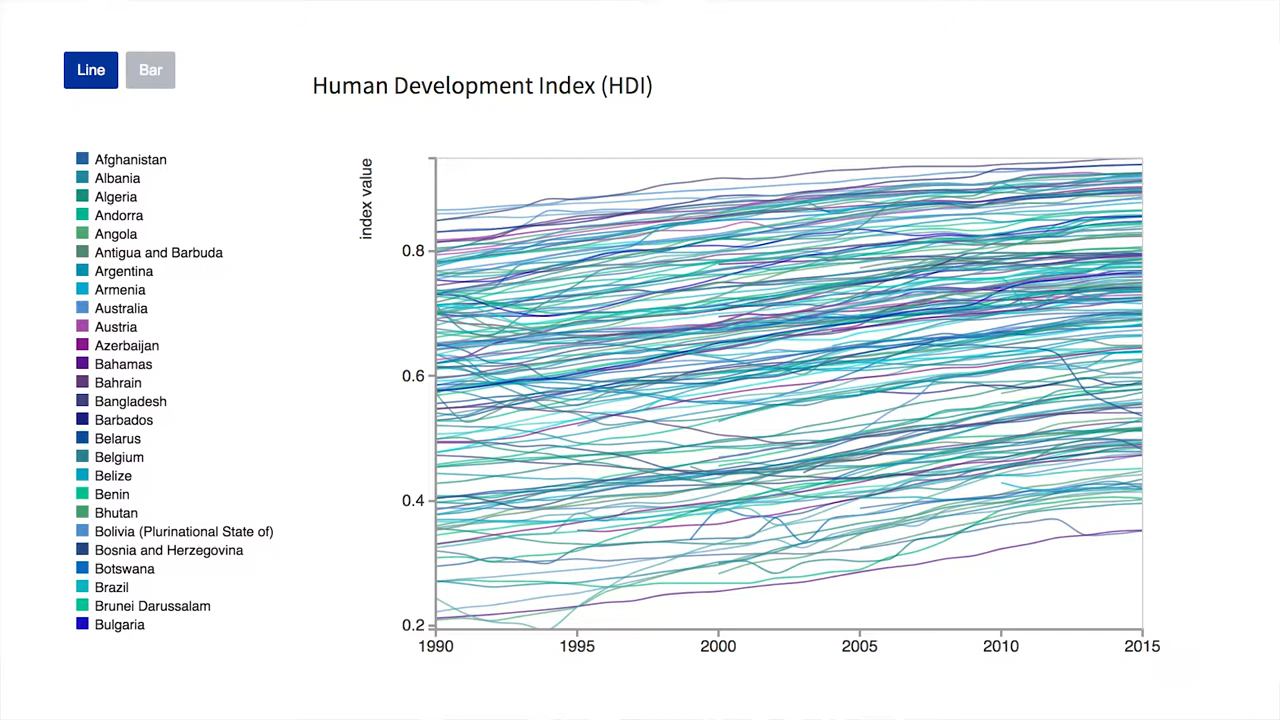 Line
Bar
Human Development Index (HDI)
Afghanistan
Albania
Algeria
Andorra
Angola
Antigua and Barbuda
Argentina
Armenia
Australia
Austria
Azerbaijan
Bahamas
Bahrain
Bangladesh
Barbados
Belarus
Belgium
Belize
Benin
Bhutan
Bolivia (Plurinational State of)
Bosnia and Herzegovina
Botswana
Brazil
Brunei Darussalam
Bulgaria
index value
0.8
0.6
0.4
0.2
1990 1995 2000 2005 2010 2015